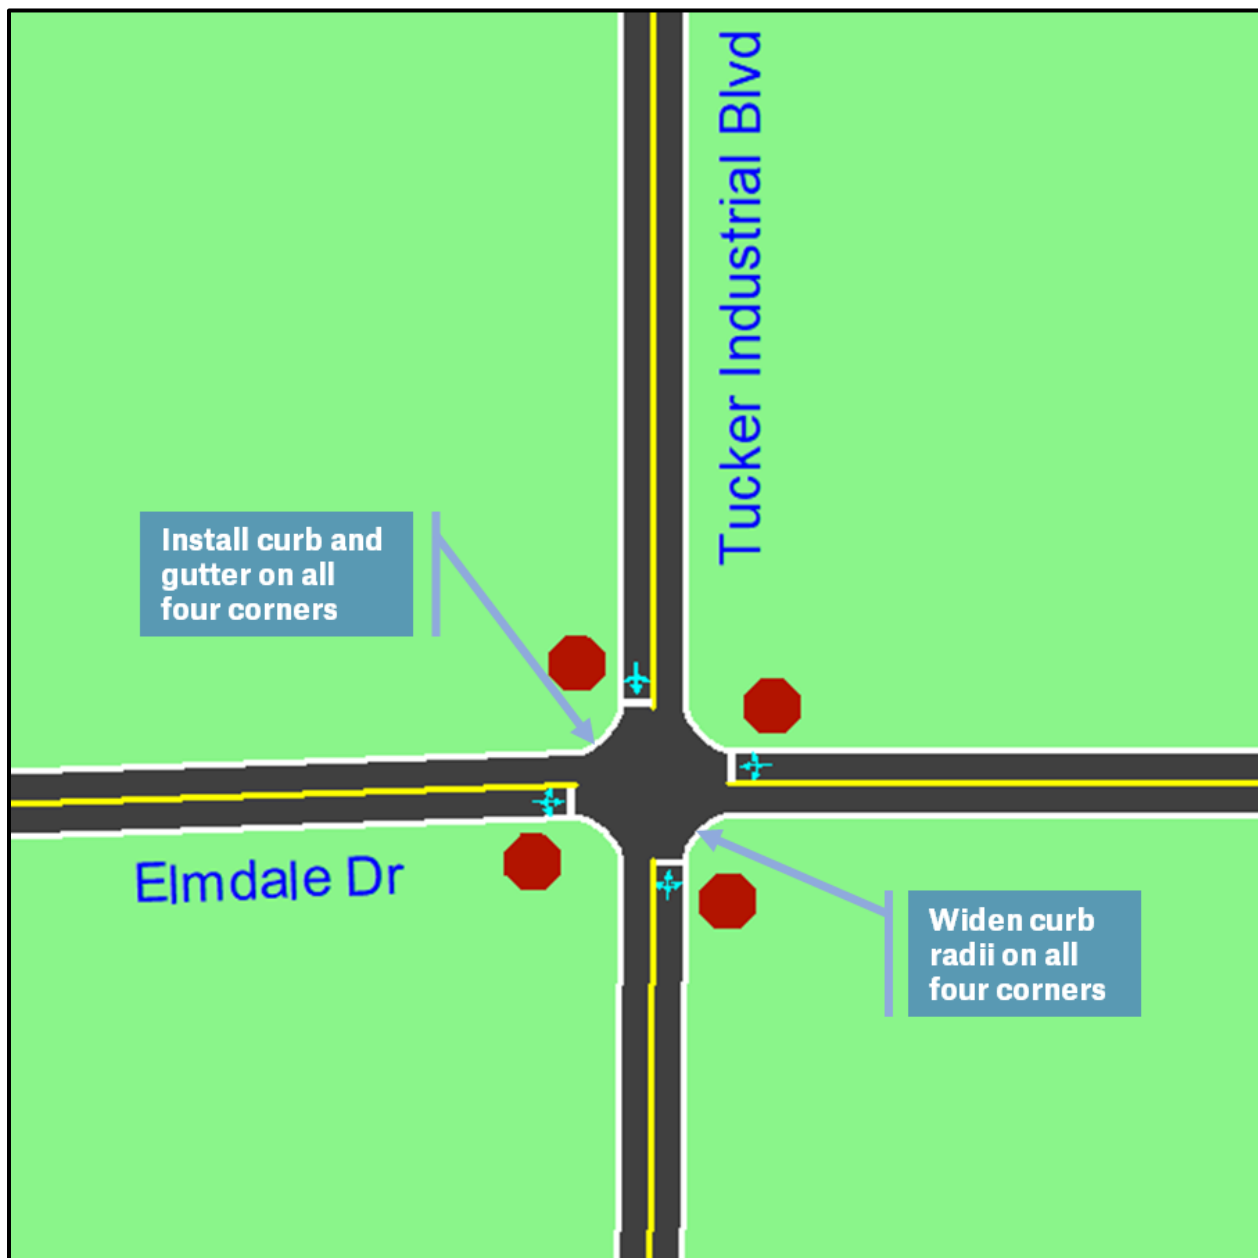 Tucker Industrial Blvd
Install curb and
gutter on all
four corners
Elmdale Dr
Widen curb
radii on all
four corners